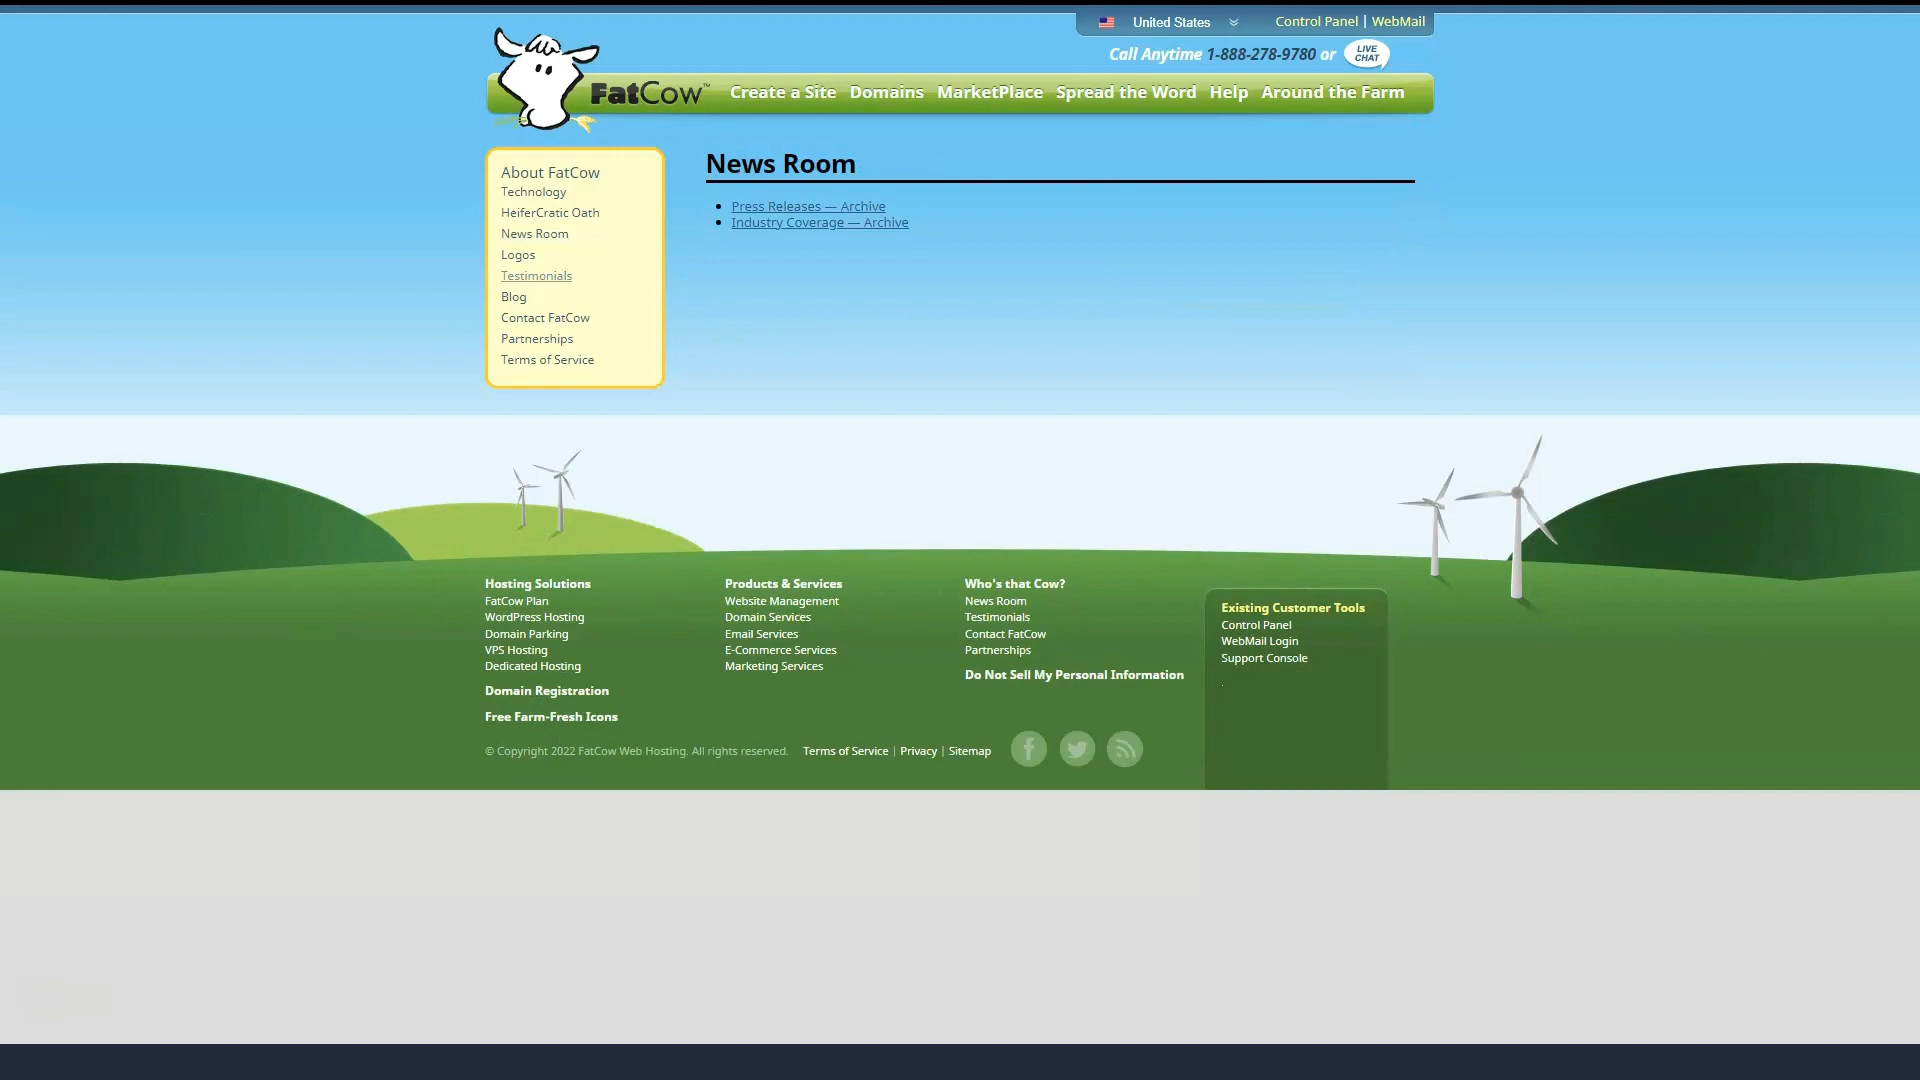 United States
Control Panel | WebMail
Call Anytime 1-888-278-9780 or
LIVE
CHAT
FatCow™
Create a Site Domains MarketPlace Spread the Word Help Around the Farm
About FatCow
Technology
HeiferCratic Oath
News Room
Logos
Testimonials
Blog
Contact FatCow
Partnerships
Terms of Service
News Room
• Press Releases — Archive
• Industry Coverage — Archive
Hosting Solutions
FatCow Plan
WordPress Hosting
Domain Parking
VPS Hosting
Dedicated Hosting
Domain Registration
Free Farm-Fresh Icons
Products & Services
Website Management
Domain Services
Email Services
E-Commerce Services
Marketing Services
Who's that Cow?
News Room
Testimonials
Contact FatCow
Partnerships
Do Not Sell My Personal Information
Existing Customer Tools
Control Panel
WebMail Login
Support Console
.
© Copyright 2022 FatCow Web Hosting. All rights reserved. Terms of Service | Privacy | Sitemap